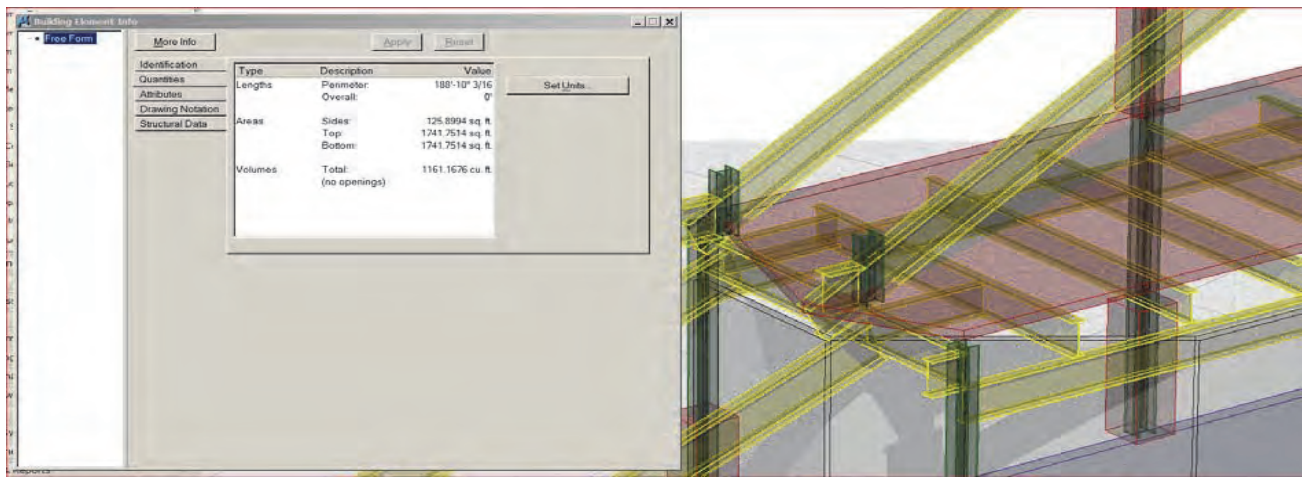 Building Element Info
Free Form
More Info Apply Reset
Identification
Quantities
Attributes
Drawing Notation
Structural Data
Type Description Value
Lengths Perimeter: 188'-10" 3/16
Overall: 0"
Areas Sides: 125.8994 sq. ft.
Top: 1741.7514 sq. ft.
Bottom: 1741.7514 sq. ft.
Volumes Total: 1161.1676 cu. ft.
(no openings)
Set Units...
Reports